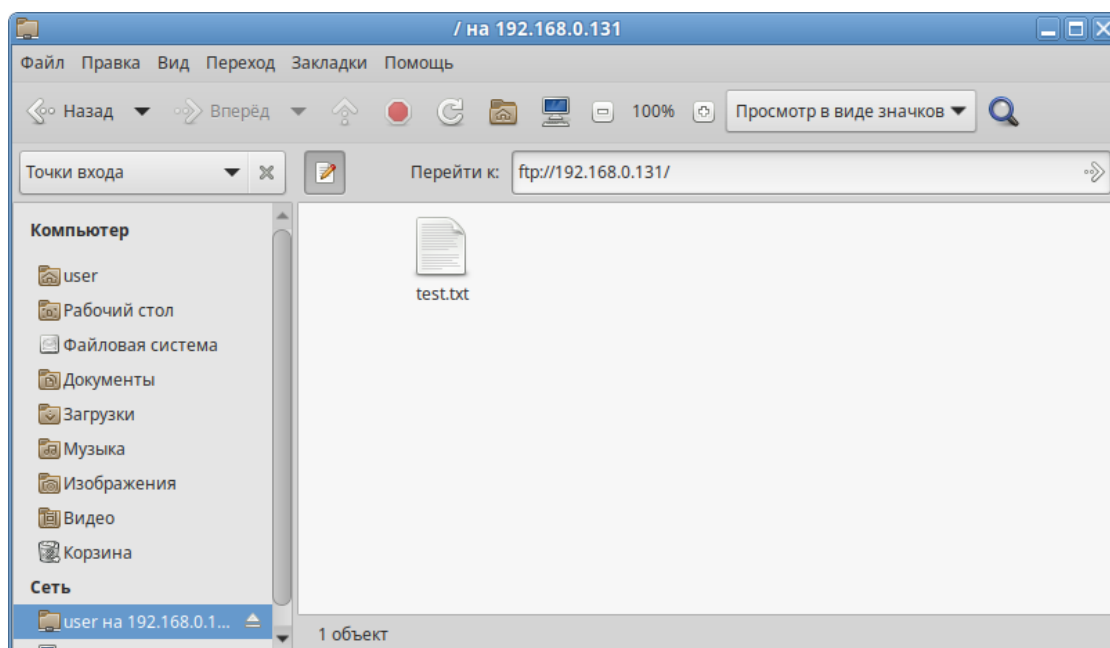 / на 192.168.0.131
Файл Правка Вид Переход Закладки Помощь
Назад Вперёд 100% Просмотр в виде значков
Точки входа Перейти к: ftp://192.168.0.131/
Компьютер
user
Рабочий стол
Файловая система
Документы
Загрузки
Музыка
Изображения
Видео
Корзина
Сеть
user на 192.168.0.1...
test.txt
1 объект